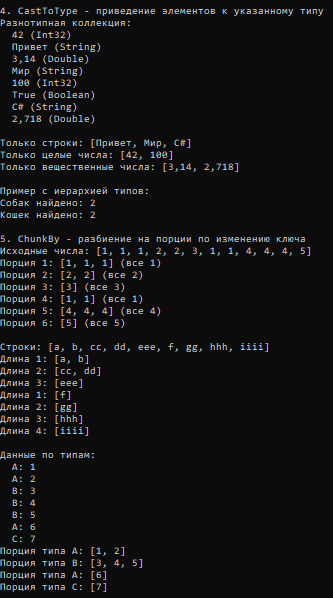 4. CastToType - приведение элементов к указанному типу
Разнотипная коллекция:
42 (Int32)
Привет (String)
3,14 (Double)
Мир (String)
100 (Int32)
True (Boolean)
C# (String)
2,718 (Double)
Только строки: [Привет, Мир, C#]
Только целые числа: [42, 100]
Только вещественные числа: [3,14, 2,718]
Пример с иерархией типов:
Собак найдено: 2
Кошек найдено: 2
5. ChunkBy - разбиение на порции по изменению ключа
Исходные числа: [1, 1, 1, 2, 2, 3, 1, 1, 4, 4, 4, 5]
Порция 1: [1, 1, 1] (все 1)
Порция 2: [2, 2] (все 2)
Порция 3: [3] (все 3)
Порция 4: [1, 1] (все 1)
Порция 5: [4, 4, 4] (все 4)
Порция 6: [5] (все 5)
Строки: [a, b, cc, dd, eee, f, gg, hhh, iiii]
Длина 1: [a, b]
Длина 2: [cc, dd]
Длина 3: [eee]
Длина 1: [f]
Длина 2: [gg]
Длина 3: [hhh]
Длина 4: [iiii]
Данные по типам:
A: 1
A: 2
B: 3
B: 4
B: 5
A: 6
C: 7
Порция типа A: [1, 2]
Порция типа B: [3, 4, 5]
Порция типа A: [6]
Порция типа C: [7]